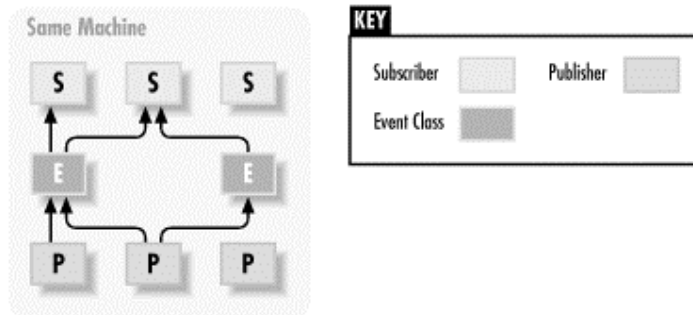 Same Machine
KEY
S S S
Subscriber Publisher
Event Class
E E
P P P